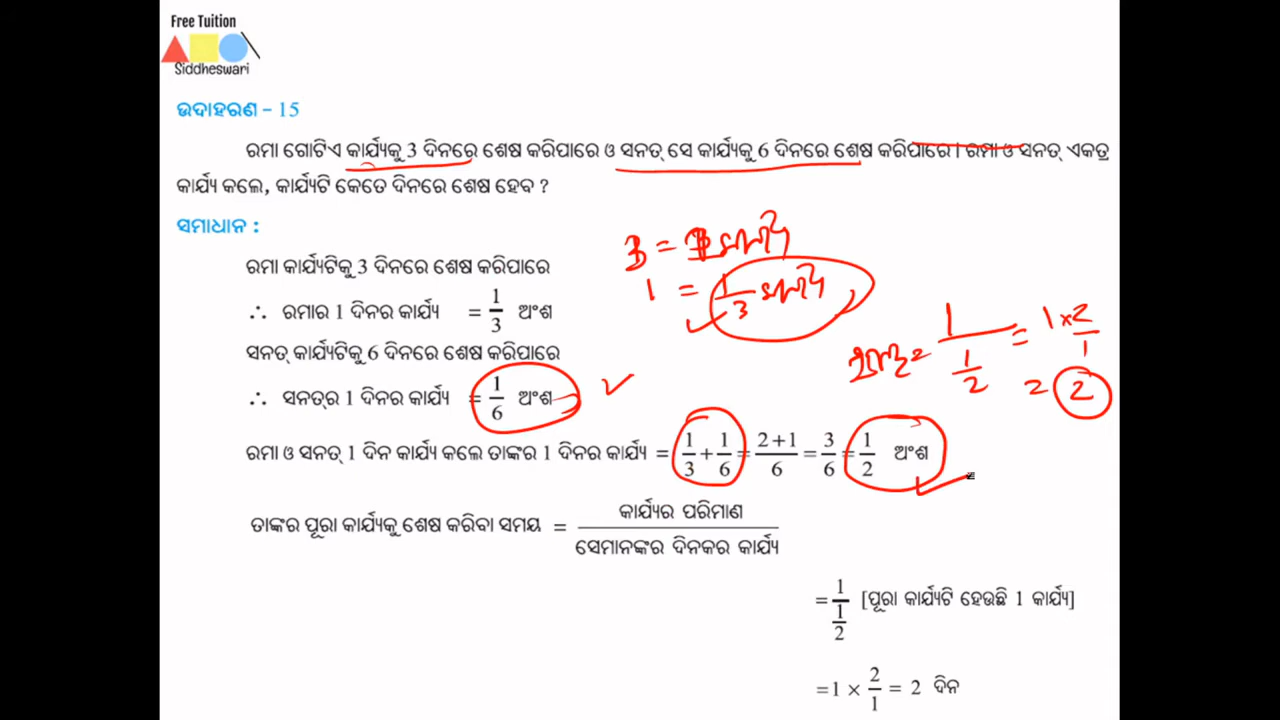 Free Tuition
Siddheswari
ଉଦାହରଣ - 15
ରମା ଗୋଟିଏ କାର୍ଯ୍ୟକୁ 3 ଦିନରେ ଶେଷ କରିପାରେ ଓ ସନତ୍ ସେ କାର୍ଯ୍ୟକୁ 6 ଦିନରେ ଶେଷ କରିପାରେ । ରମା ଓ ସନତ୍ ଏକତ୍ର
କାର୍ଯ୍ୟ କଲେ, କାର୍ଯ୍ୟଟି କେତେ ଦିନରେ ଶେଷ ହେବ ?
ସମାଧାନ :
ରମା କାର୍ଯ୍ୟଟିକୁ 3 ଦିନରେ ଶେଷ କରିପାରେ
3 = 1
∴ ରମାର 1 ଦିନର କାର୍ଯ୍ୟ = 1/3 ଅଂଶ
1 = 1/3
ସନତ୍ କାର୍ଯ୍ୟଟିକୁ 6 ଦିନରେ ଶେଷ କରିପାରେ
= 1/(1/2) = 1×2/1
∴ ସନତ୍‌ର 1 ଦିନର କାର୍ଯ୍ୟ = 1/6 ଅଂଶ
2 2
ରମା ଓ ସନତ୍ 1 ଦିନ କାର୍ଯ୍ୟ କଲେ ତାଙ୍କର 1 ଦିନର କାର୍ଯ୍ୟ = 1/3 + 1/6 = (2+1)/6 = 3/6 = 1/2 ଅଂଶ
ତାଙ୍କର ପୂରା କାର୍ଯ୍ୟକୁ ଶେଷ କରିବା ସମୟ = କାର୍ଯ୍ୟର ପରିମାଣ
ସେମାନଙ୍କର ଦିନକର କାର୍ଯ୍ୟ
= 1/(1/2) [ପୂରା କାର୍ଯ୍ୟଟି ହେଉଛି 1 କାର୍ଯ୍ୟ]
= 1 × 2/1 = 2 ଦିନ